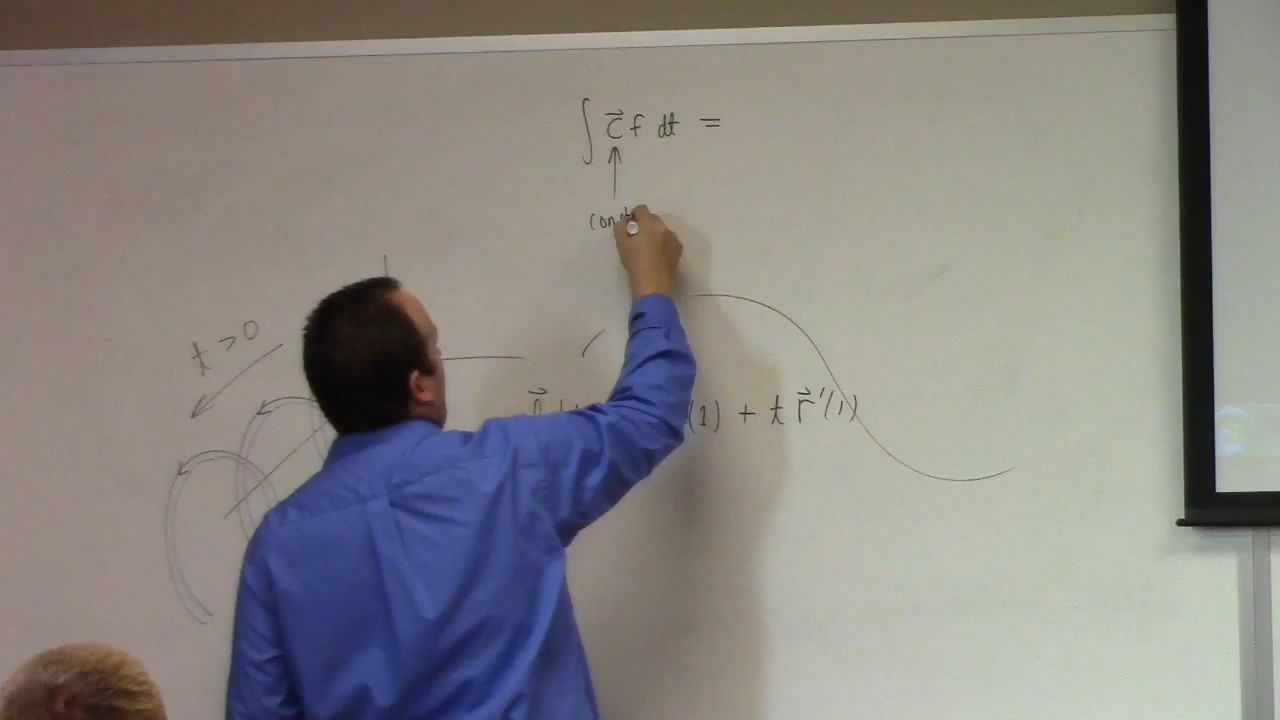 ∫ c⃗ f dt =
t > 0
(1) + t r⃗ ′(1)